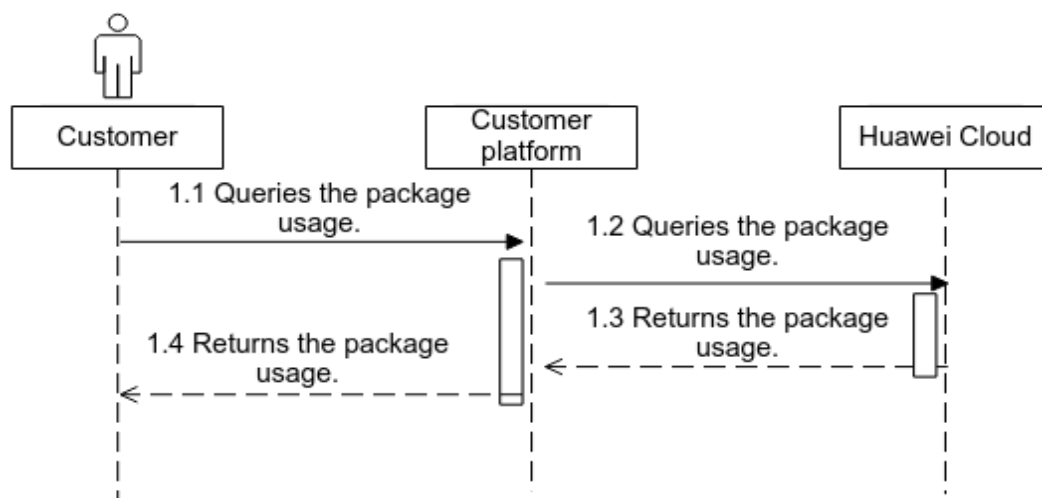 Customer
Customer
platform
Huawei Cloud
1.1 Queries the package
usage.
1.2 Queries the package
usage.
1.3 Returns the package
usage.
1.4 Returns the package
usage.